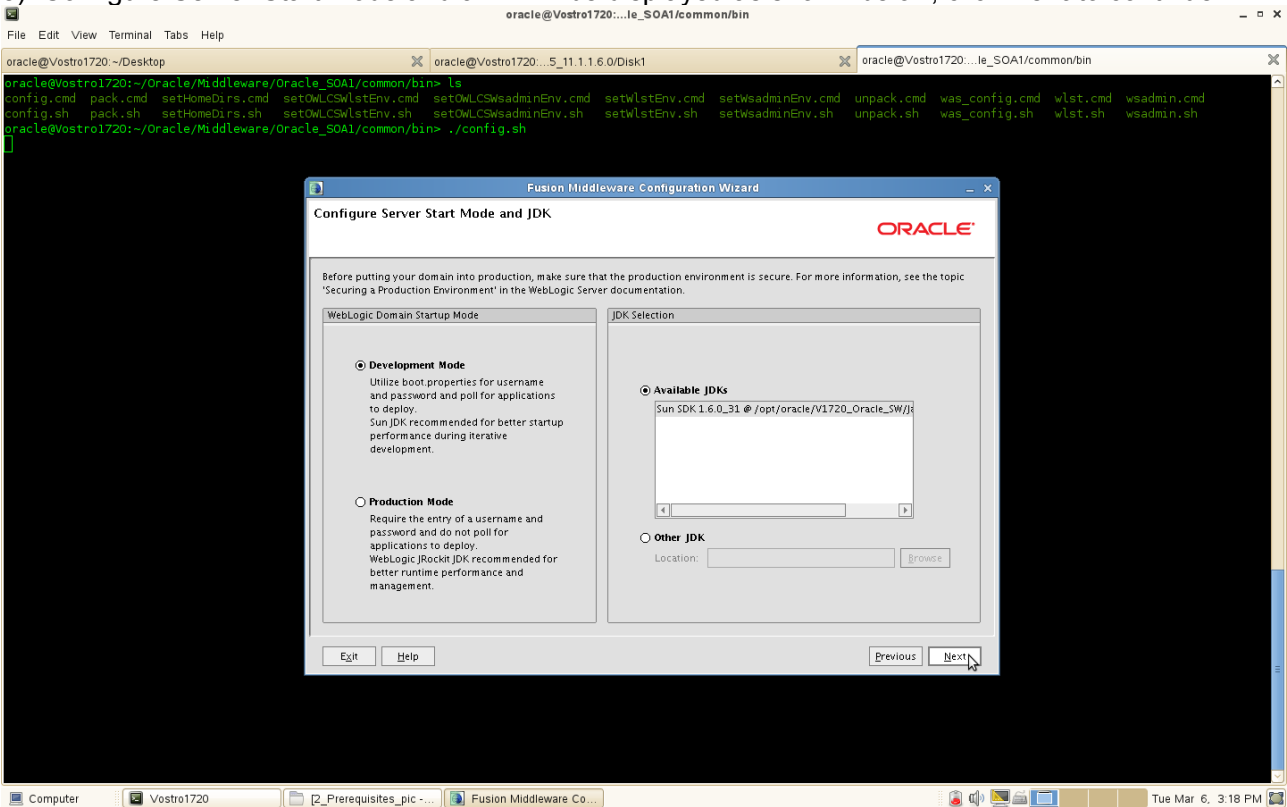 oracle@Vostro1720:...le_SOA1/common/bin
File Edit View Terminal Tabs Help
oracle@Vostro1720:~/Desktop
oracle@Vostro1720:...5_11.1.1.6.0/Disk1
oracle@Vostro1720:...le_SOA1/common/bin
oracle@Vostro1720:~/Oracle/Middleware/Oracle_SOA1/common/bin> ls
config.cmd pack.cmd setHomeDirs.cmd setOWLCSWlstEnv.cmd setOWLCSWsadminEnv.cmd setWlstEnv.cmd setWsadminEnv.cmd unpack.cmd was_config.cmd wlst.cmd wsadmin.cmd
config.sh pack.sh setHomeDirs.sh setOWLCSWlstEnv.sh setOWLCSWsadminEnv.sh setWlstEnv.sh setWsadminEnv.sh unpack.sh was_config.sh wlst.sh wsadmin.sh
oracle@Vostro1720:~/Oracle/Middleware/Oracle_SOA1/common/bin> ./config.sh
Fusion Middleware Configuration Wizard
Configure Server Start Mode and JDK
ORACLE
Before putting your domain into production, make sure that the production environment is secure. For more information, see the topic
'Securing a Production Environment' in the WebLogic Server documentation.
WebLogic Domain Startup Mode
Development Mode
Utilize boot.properties for username
and password and poll for applications
to deploy.
Sun JDK recommended for better startup
performance during iterative
development.
Production Mode
Require the entry of a username and
password and do not poll for
applications to deploy.
WebLogic JRockit JDK recommended for
better runtime performance and
management.
JDK Selection
Available JDKs
Sun SDK 1.6.0_31 @ /opt/oracle/V1720_Oracle_SW/Ja
Other JDK
Location:
Browse
Exit
Help
Previous
Next
Computer
Vostro1720
[2_Prerequisites_pic -...
Fusion Middleware Co...
Tue Mar 6, 3:18 PM